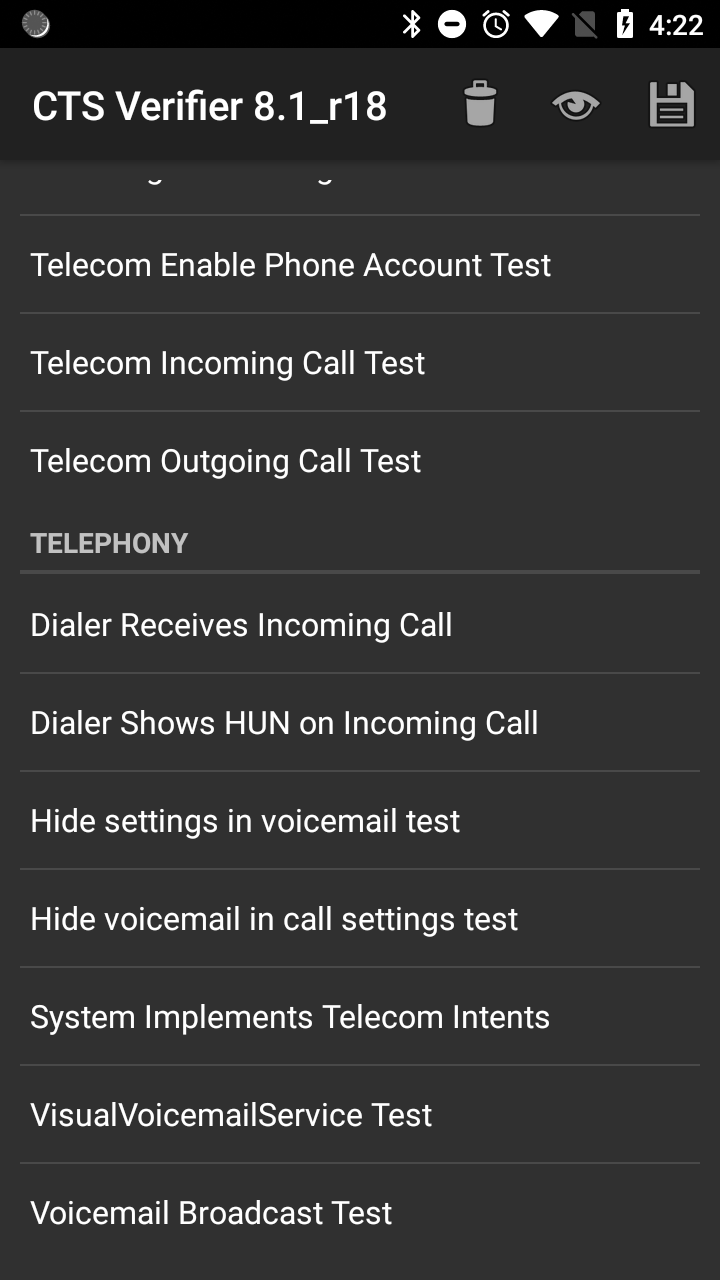 4:22
CTS Verifier 8.1_r18
Telecom Enable Phone Account Test
Telecom Incoming Call Test
Telecom Outgoing Call Test
TELEPHONY
Dialer Receives Incoming Call
Dialer Shows HUN on Incoming Call
Hide settings in voicemail test
Hide voicemail in call settings test
System Implements Telecom Intents
VisualVoicemailService Test
Voicemail Broadcast Test